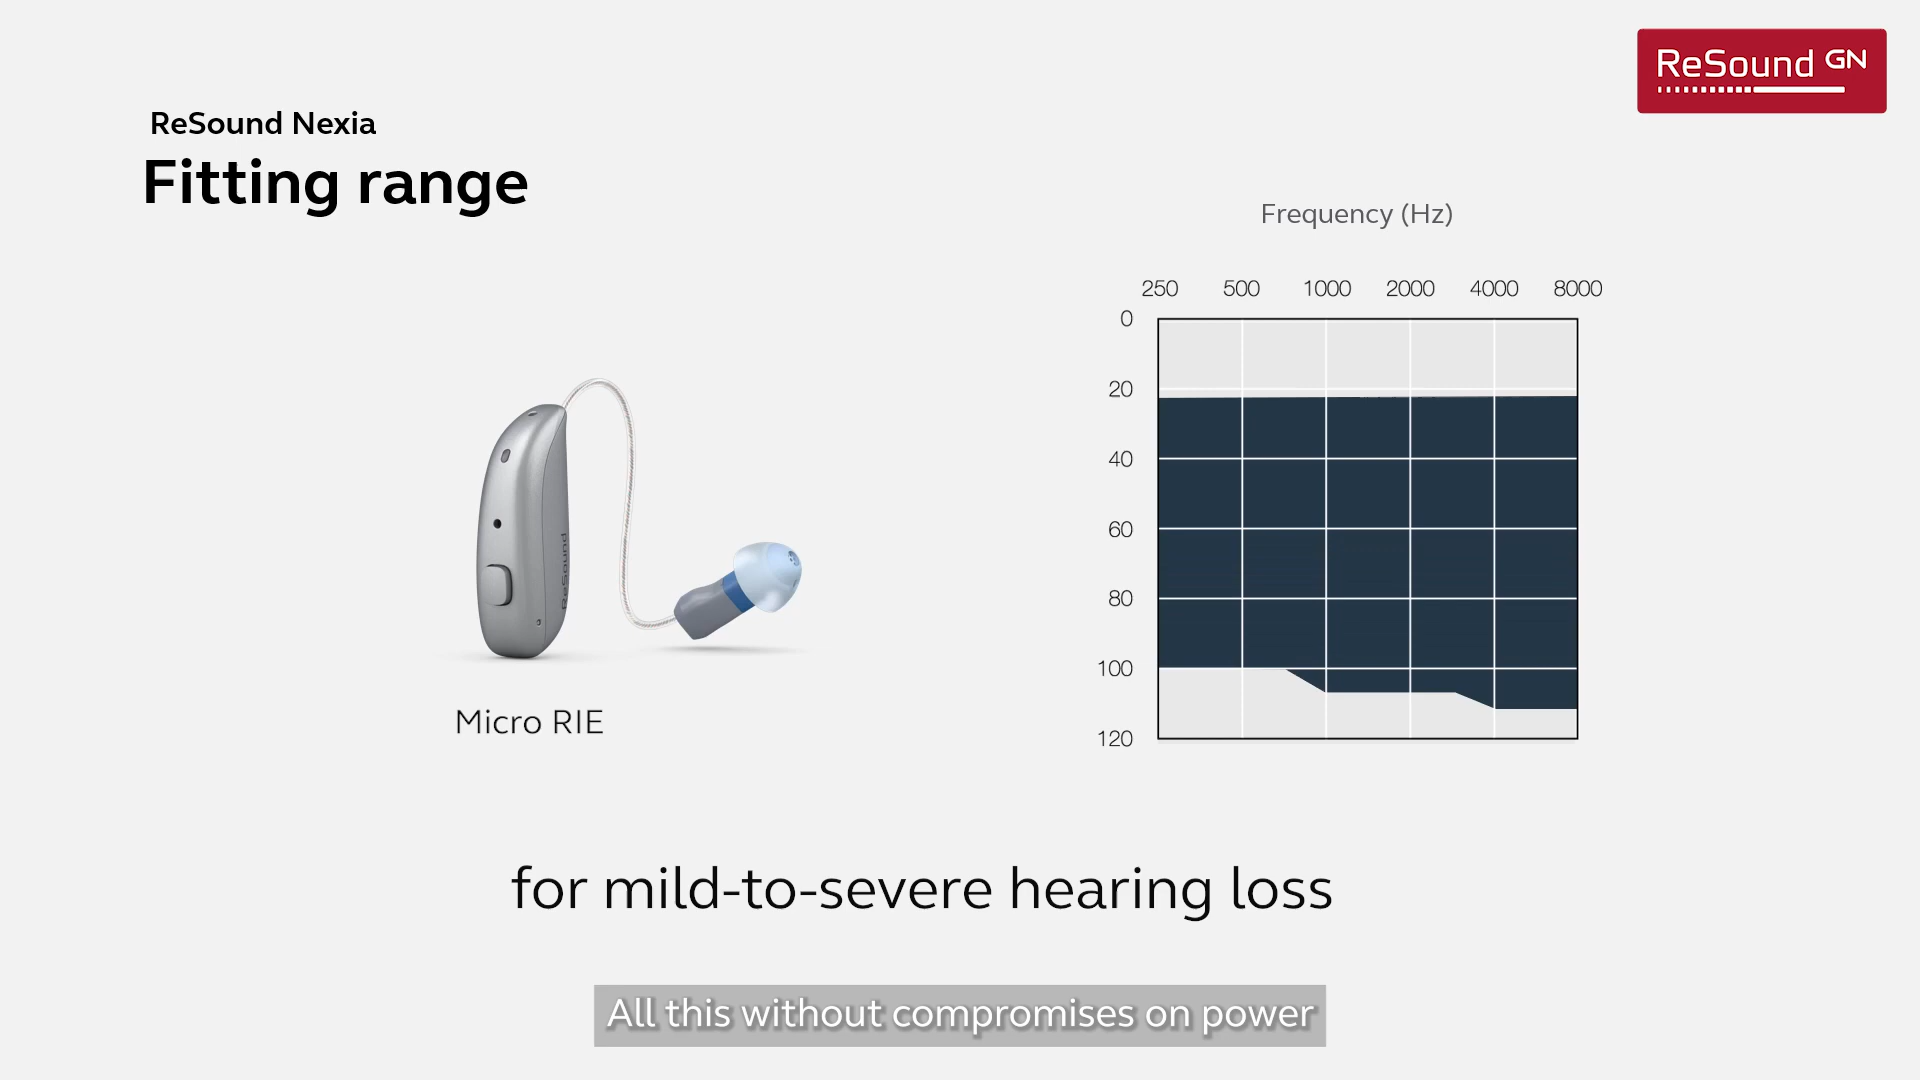 ReSound GN
ReSound Nexia
Fitting range
Frequency (Hz)
250 500 1000 2000 4000 8000
0
20
40
60
80
100
120
ReSound
Micro RIE
for mild-to-severe hearing loss
All this without compromises on power